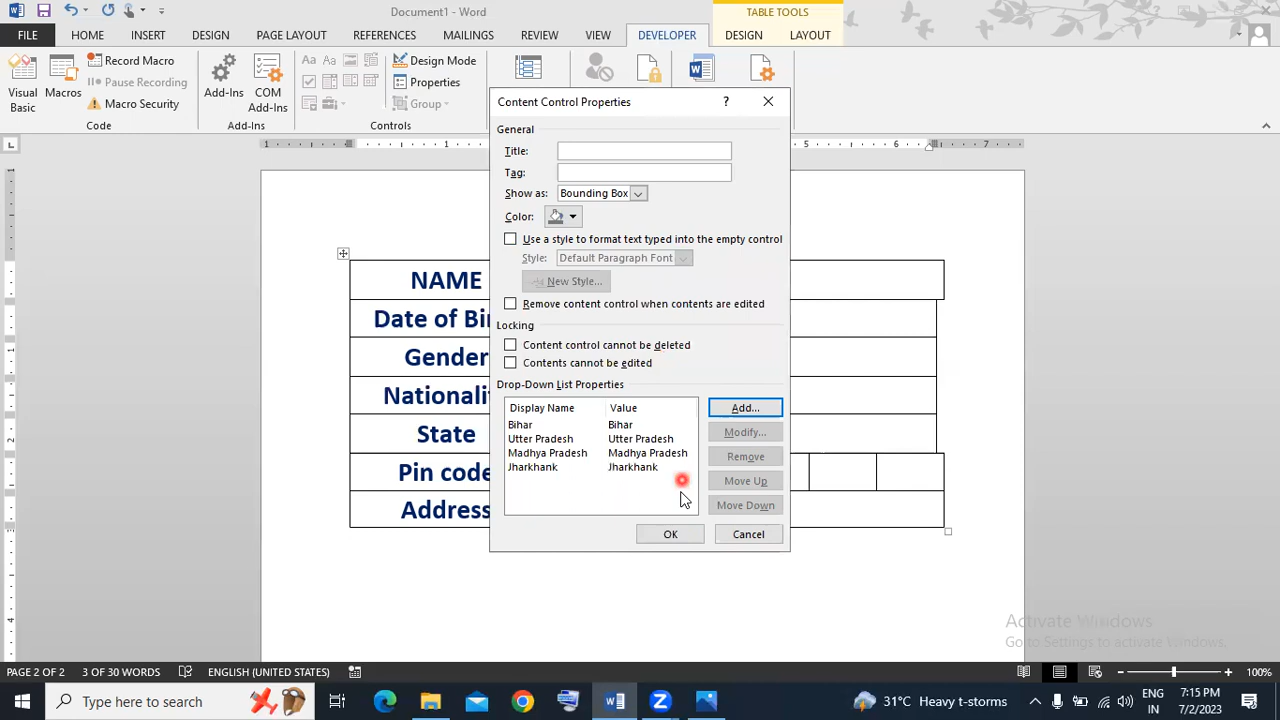 Document1 - Word
TABLE TOOLS
FILE
HOME
INSERT
DESIGN
PAGE LAYOUT
REFERENCES
MAILINGS
REVIEW
VIEW
DEVELOPER
DESIGN
LAYOUT
Visual Basic
Macros
Record Macro
Pause Recording
Macro Security
Code
Add-Ins
COM Add-Ins
Add-Ins
Aa Aa
Design Mode
Properties
Group
Controls
Content Control Properties
?
General
Title:
Tag:
Show as: Bounding Box
Color:
Use a style to format text typed into the empty control
Style: Default Paragraph Font
New Style...
Remove content control when contents are edited
Locking
Content control cannot be deleted
Contents cannot be edited
Drop-Down List Properties
Display Name Value
Bihar Bihar
Utter Pradesh Utter Pradesh
Madhya Pradesh Madhya Pradesh
Jharkhank Jharkhank
Add...
Modify...
Remove
Move Up
Move Down
OK
Cancel
1 5 6 7
NAME
Date of Bi
Gender
Nationali
State
Pin code
Address
Activate Windows
Go to Settings to activate Windows.
PAGE 2 OF 2 3 OF 30 WORDS ENGLISH (UNITED STATES) 100%
Type here to search
31°C Heavy t-storms
ENG
IN
7:15 PM
7/2/2023